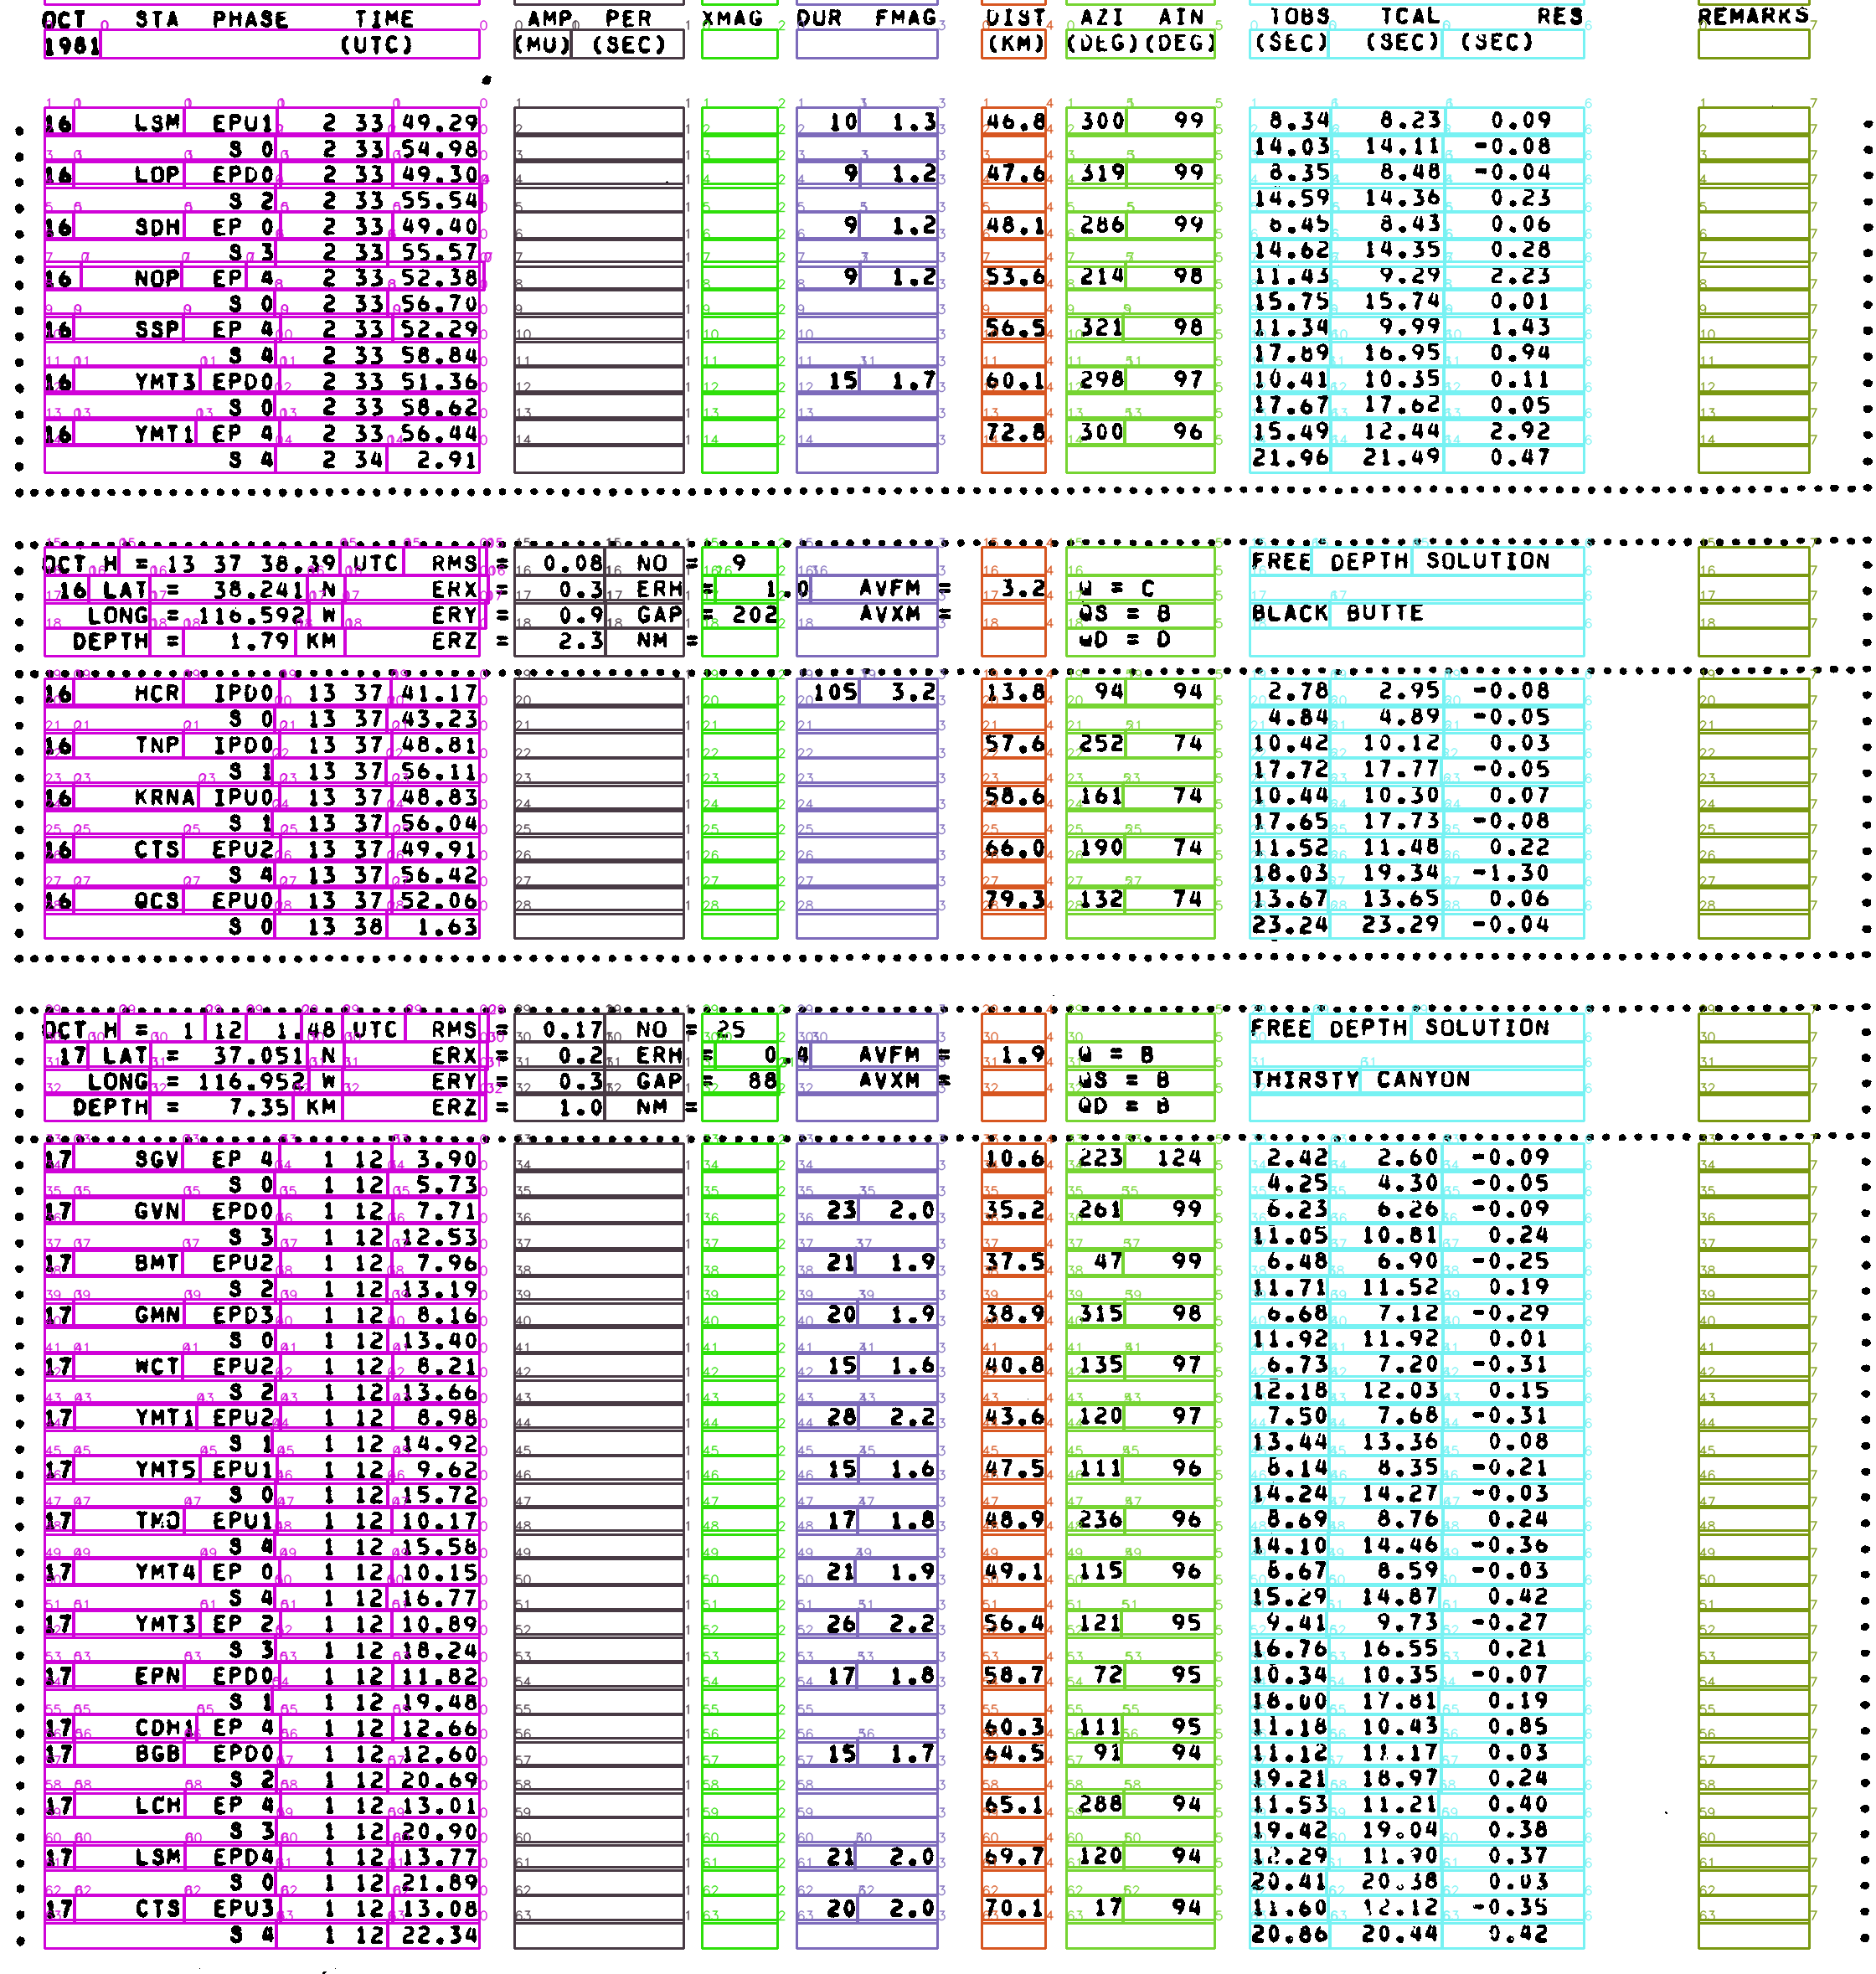 OCT STA PHASE TIME AMP PER XMAG DUR FMAG DIST AZI AIN TOBS TCAL RES REMARKS
1981 (UTC) (MU) (SEC) (KM) (DEG) (DEG) (SEC) (SEC) (SEC)
16 LSM EPU1 2 33 49.29 10 1.3 46.8 300 99 8.34 8.23 0.09
S 0 2 33 54.98 14.03 14.11 -0.08
16 LOP EPD0 2 33 49.30 9 1.2 47.6 319 99 8.35 8.48 -0.04
S 2 2 33 55.54 14.59 14.36 0.23
16 SDH EP 0 2 33 49.40 9 1.2 48.1 286 99 8.45 8.43 0.06
S 3 2 33 55.57 14.62 14.35 0.28
16 NOP EP 4 2 33 52.38 9 1.2 53.6 214 98 11.43 9.29 2.23
S 0 2 33 56.70 15.75 15.74 0.01
16 SSP EP 4 2 33 52.29 56.5 321 98 11.34 9.99 1.43
S 4 2 33 58.84 17.89 16.95 0.94
16 YMT3 EPD0 2 33 51.36 15 1.7 60.1 298 97 10.41 10.35 0.11
S 0 2 33 58.62 17.67 17.62 0.05
16 YMT1 EP 4 2 33 56.44 72.8 300 96 15.49 12.44 2.92
S 4 2 34 2.91 21.96 21.49 0.47
OCT H = 13 37 38.39 UTC RMS = 0.08 NO = 9 FREE DEPTH SOLUTION
16 LAT = 38.241 N ERX = 0.3 ERH = 1.0 AVFM = 3.2 Q = C
LONG = 116.592 W ERY = 0.9 GAP = 202 AVXM = QS = B BLACK BUTTE
DEPTH = 1.79 KM ERZ = 2.3 NM = QD = D
16 HCR IPD0 13 37 41.17 105 3.2 13.8 94 94 2.78 2.95 -0.08
S 0 13 37 43.23 4.84 4.89 -0.05
16 TNP IPD0 13 37 48.81 57.6 252 74 10.42 10.12 0.03
S 1 13 37 56.11 17.72 17.77 -0.05
16 KRNA IPU0 13 37 48.83 58.6 161 74 10.44 10.30 0.07
S 1 13 37 56.04 17.65 17.73 -0.08
16 CTS EPU2 13 37 49.91 66.0 190 74 11.52 11.48 0.22
S 4 13 37 56.42 18.03 19.34 -1.30
16 QCS EPU0 13 37 52.06 79.3 132 74 13.67 13.65 0.06
S 0 13 38 1.63 23.24 23.29 -0.04
OCT H = 1 12 1.48 UTC RMS = 0.17 NO = 25 FREE DEPTH SOLUTION
17 LAT = 37.051 N ERX = 0.2 ERH = 0.4 AVFM = 1.9 Q = B
LONG = 116.952 W ERY = 0.3 GAP = 88 AVXM = QS = B THIRSTY CANYON
DEPTH = 7.35 KM ERZ = 1.0 NM = QD = B
17 SGV EP 4 1 12 3.90 10.6 223 124 2.42 2.60 -0.09
S 0 1 12 5.73 4.25 4.30 -0.05
17 GVN EPD0 1 12 7.71 23 2.0 35.2 261 99 6.23 6.26 -0.09
S 3 1 12 12.53 11.05 10.81 0.24
17 BMT EPU2 1 12 7.96 21 1.9 37.5 47 99 6.48 6.90 -0.25
S 2 1 12 13.19 11.71 11.52 0.19
17 GMN EPD3 1 12 8.16 20 1.9 38.9 315 98 6.68 7.12 -0.29
S 0 1 12 13.40 11.92 11.92 0.01
17 WCT EPU2 1 12 8.21 15 1.6 40.8 135 97 6.73 7.20 -0.31
S 2 1 12 13.66 12.18 12.03 0.15
17 YMT1 EPU2 1 12 8.98 28 2.2 43.6 120 97 7.50 7.68 -0.31
S 1 1 12 14.92 13.44 13.36 0.08
17 YMT5 EPU1 1 12 9.62 15 1.6 47.5 111 96 8.14 8.35 -0.21
S 0 1 12 15.72 14.24 14.27 -0.03
17 TMO EPU1 1 12 10.17 17 1.8 48.9 236 96 8.69 8.76 0.24
S 4 1 12 15.58 14.10 14.46 -0.36
17 YMT4 EP 0 1 12 10.15 21 1.9 49.1 115 96 8.67 8.59 -0.03
S 4 1 12 16.77 15.29 14.87 0.42
17 YMT3 EP 2 1 12 10.89 26 2.2 56.4 121 95 9.41 9.73 -0.27
S 3 1 12 18.24 16.76 16.55 0.21
17 EPN EPD0 1 12 11.82 17 1.8 58.7 72 95 10.34 10.35 -0.07
S 1 1 12 19.48 18.00 17.81 0.19
17 CDH1 EP 4 1 12 12.66 60.3 111 95 11.18 10.43 0.85
17 BGB EPD0 1 12 12.60 15 1.7 64.5 91 94 11.12 11.17 0.03
S 2 1 12 20.69 19.21 18.97 0.24
17 LCH EP 4 1 12 13.01 65.1 288 94 11.53 11.21 0.40
S 3 1 12 20.90 19.42 19.04 0.38
17 LSM EPD4 1 12 13.77 21 2.0 69.7 120 94 12.29 11.90 0.37
S 0 1 12 21.89 20.41 20.38 0.03
17 CTS EPU3 1 12 13.08 20 2.0 70.1 17 94 11.60 12.12 -0.35
S 4 1 12 22.34 20.86 20.44 0.42